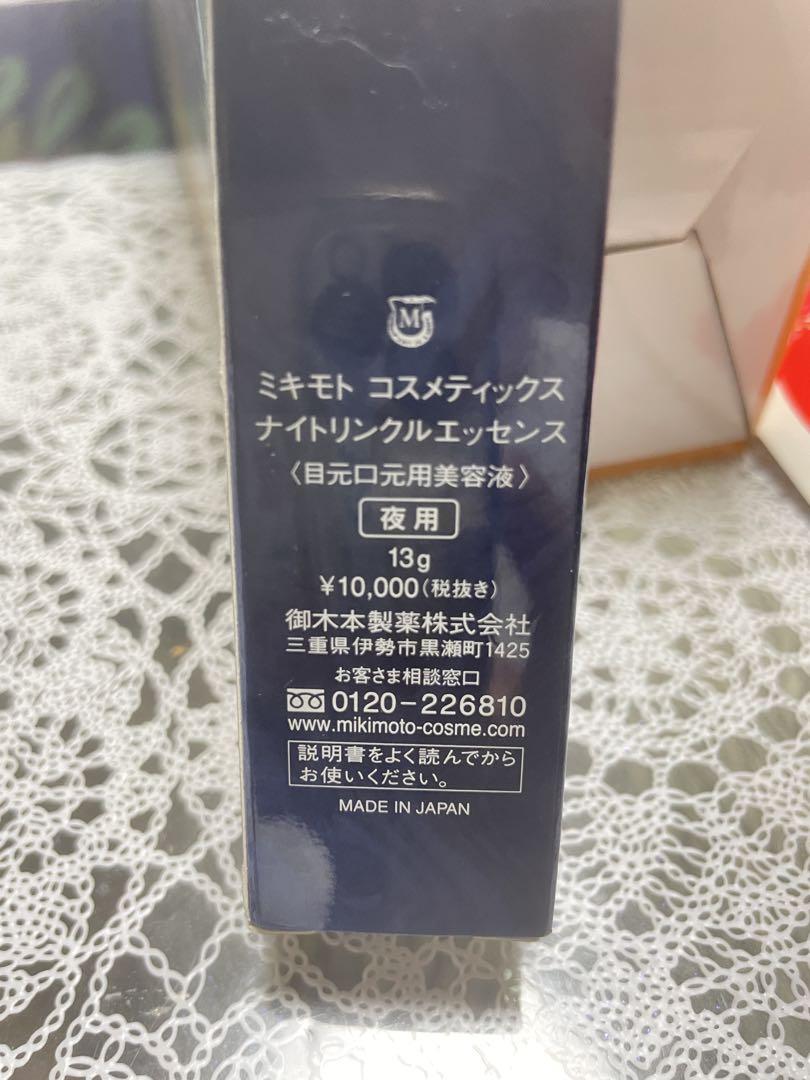 M
ミキモト コスメティックス
ナイトリンクルエッセンス
〈目元口元用美容液〉
夜用
13g
¥10,000(税抜き)
御木本製薬株式会社
三重県伊勢市黒瀬町1425
お客さま相談窓口
0120-226810
www.mikimoto-cosme.com
説明書をよく読んでから
お使いください。
MADE IN JAPAN